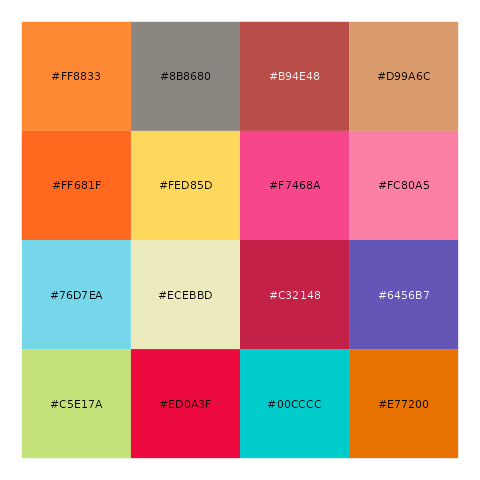 #FF8833 #8B8680 #B94E48 #D99A6C
#FF681F #FED85D #F7468A #FC80A5
#76D7EA #ECEBBD #C32148 #6456B7
#C5E17A #ED0A3F #00CCCC #E77200